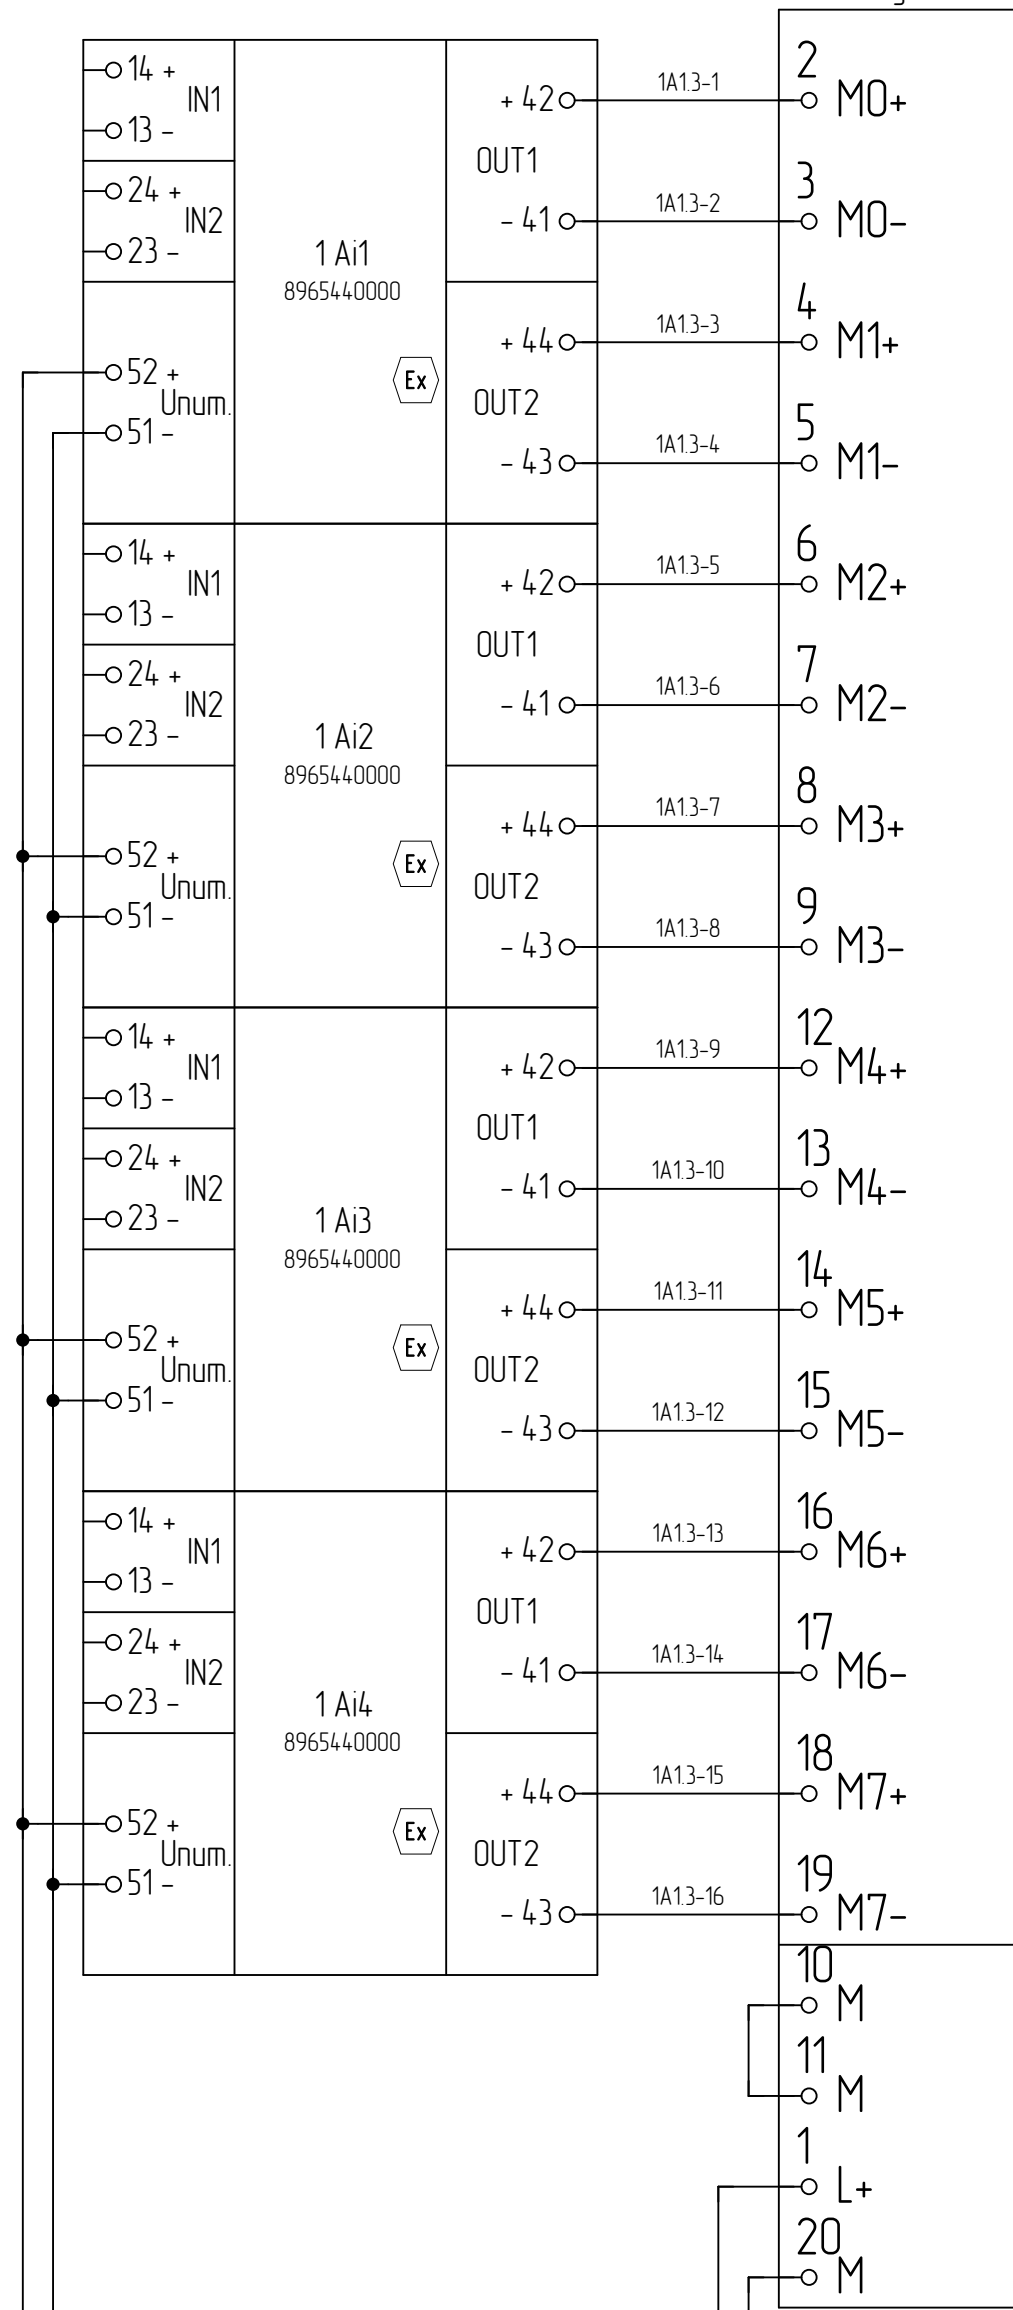 14 +
IN1
13 -
24 +
IN2
23 -
1 Ai1
8965440000
Ex
52 +
Uпит.
51 -
+ 42
OUT1
- 41
+ 44
OUT2
- 43
14 +
IN1
13 -
24 +
IN2
23 -
1 Ai2
8965440000
Ex
52 +
Uпит.
51 -
+ 42
OUT1
- 41
+ 44
OUT2
- 43
14 +
IN1
13 -
24 +
IN2
23 -
1 Ai3
8965440000
Ex
52 +
Uпит.
51 -
+ 42
OUT1
- 41
+ 44
OUT2
- 43
14 +
IN1
13 -
24 +
IN2
23 -
1 Ai4
8965440000
Ex
52 +
Uпит.
51 -
+ 42
OUT1
- 41
+ 44
OUT2
- 43
1A1.3-1
1A1.3-2
1A1.3-3
1A1.3-4
1A1.3-5
1A1.3-6
1A1.3-7
1A1.3-8
1A1.3-9
1A1.3-10
1A1.3-11
1A1.3-12
1A1.3-13
1A1.3-14
1A1.3-15
1A1.3-16
2
M0+
3
M0-
4
M1+
5
M1-
6
M2+
7
M2-
8
M3+
9
M3-
12
M4+
13
M4-
14
M5+
15
M5-
16
M6+
17
M6-
18
M7+
19
M7-
10
M
11
M
1
L+
20
M